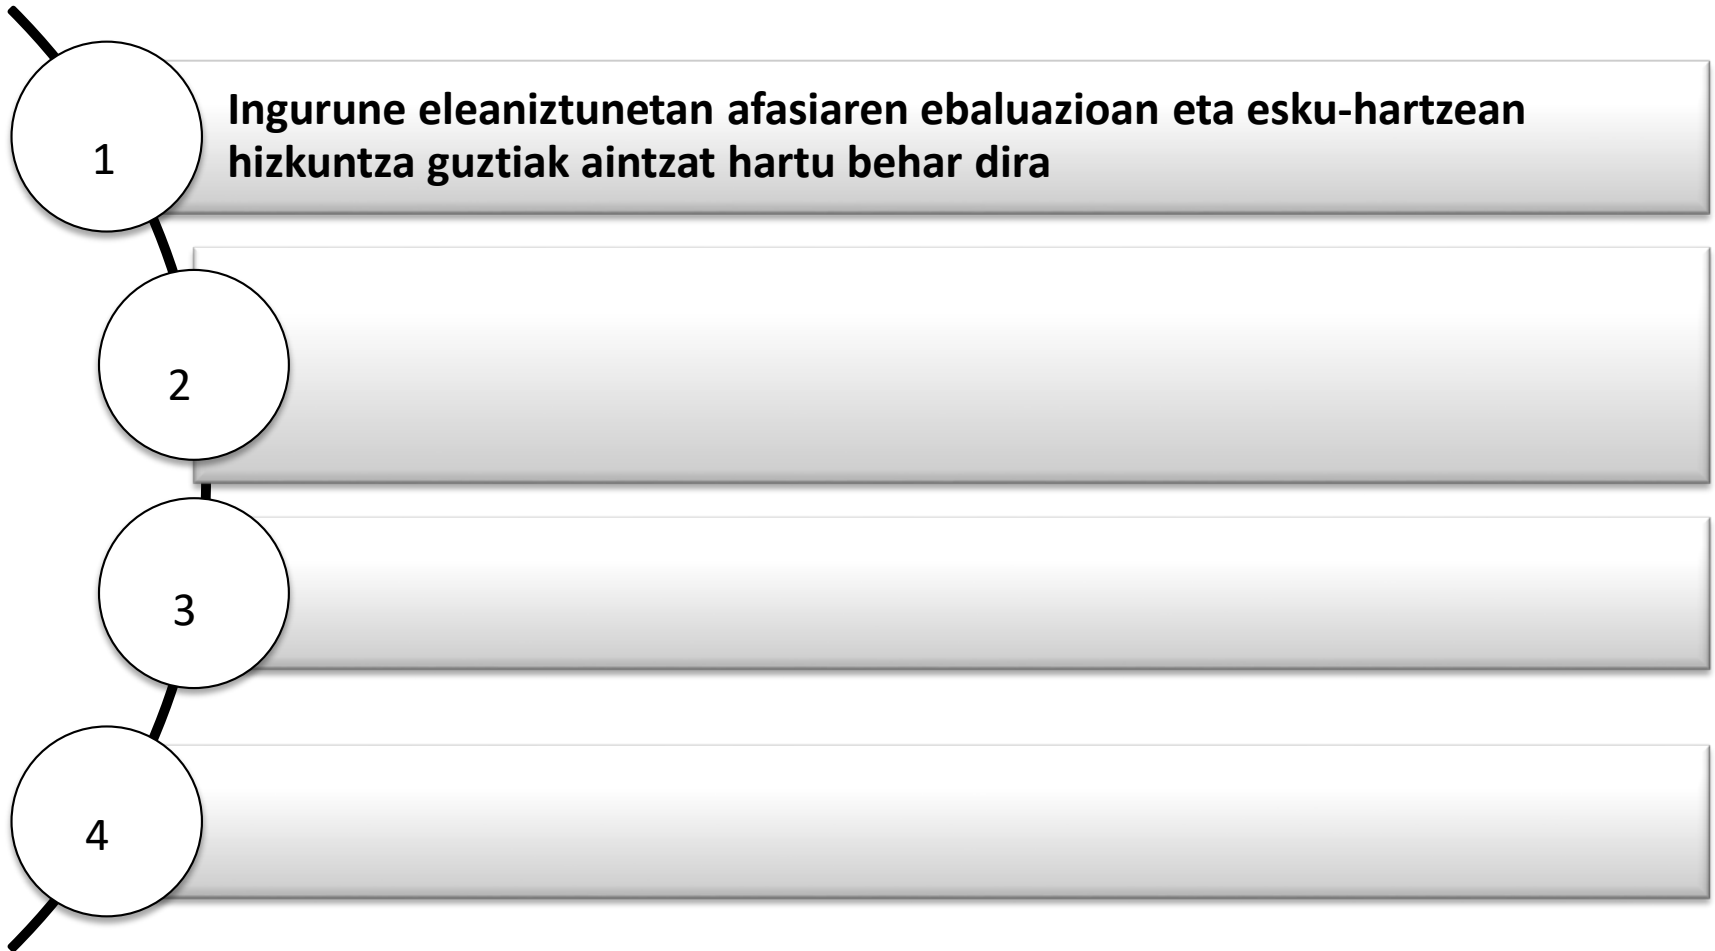 1
Ingurune eleaniztunetan afasiaren ebaluazioan eta esku-hartzean
hizkuntza guztiak aintzat hartu behar dira
2
3
4